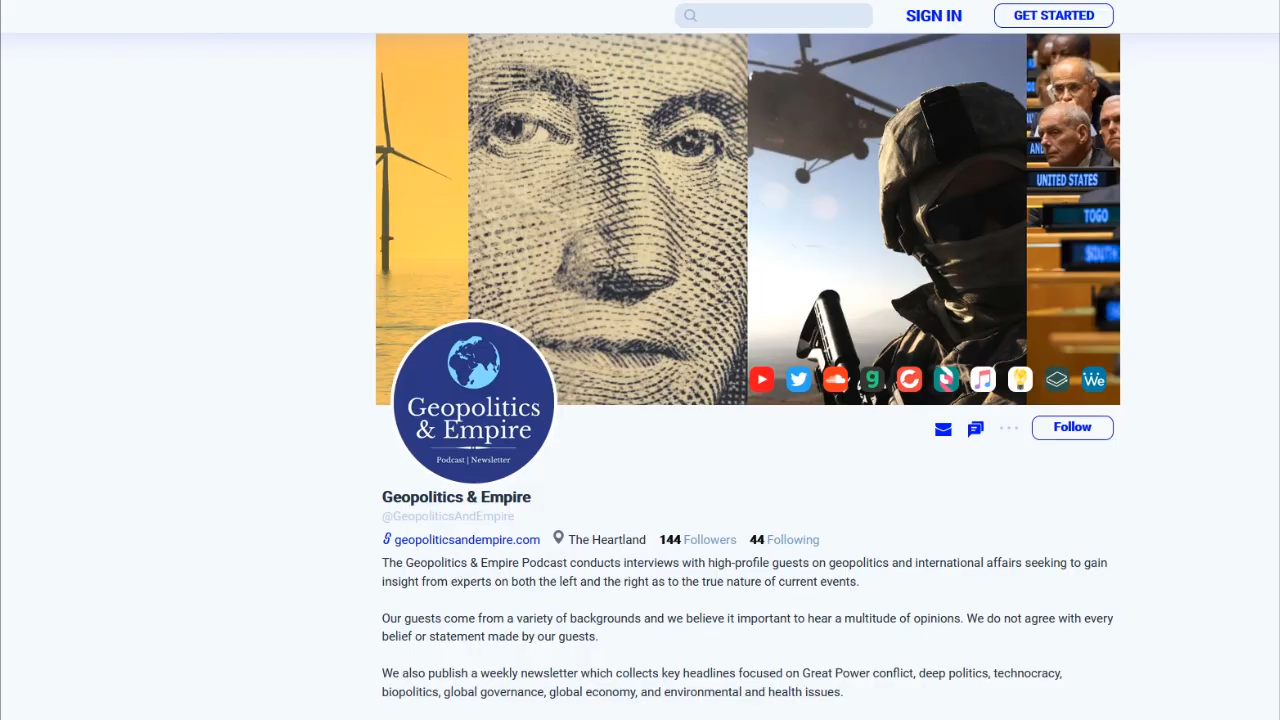 SIGN IN
GET STARTED
UNITED STATES
TOGO
We
Geopolitics
& Empire
Podcast | Newsletter
Follow
Geopolitics & Empire
@GeopoliticsAndEmpire
geopoliticsandempire.com The Heartland 144 Followers 44 Following
The Geopolitics & Empire Podcast conducts interviews with high-profile guests on geopolitics and international affairs seeking to gain
insight from experts on both the left and the right as to the true nature of current events.
Our guests come from a variety of backgrounds and we believe it important to hear a multitude of opinions. We do not agree with every
belief or statement made by our guests.
We also publish a weekly newsletter which collects key headlines focused on Great Power conflict, deep politics, technocracy,
biopolitics, global governance, global economy, and environmental and health issues.